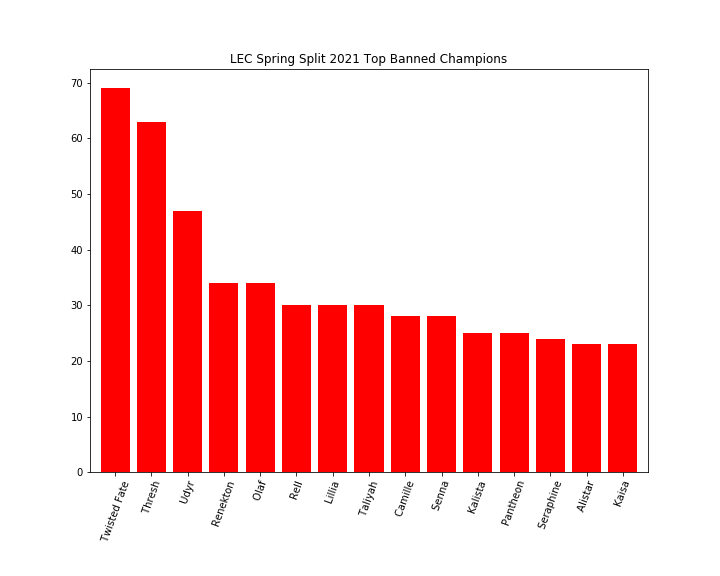 LEC Spring Split 2021 Top Banned Champions
70
60
50
40
30
20
10
0
Twisted Fate
Thresh
Udyr
Renekton
Olaf
Rell
Lillia
Taliyah
Camille
Senna
Kalista
Pantheon
Seraphine
Alistar
Kaisa